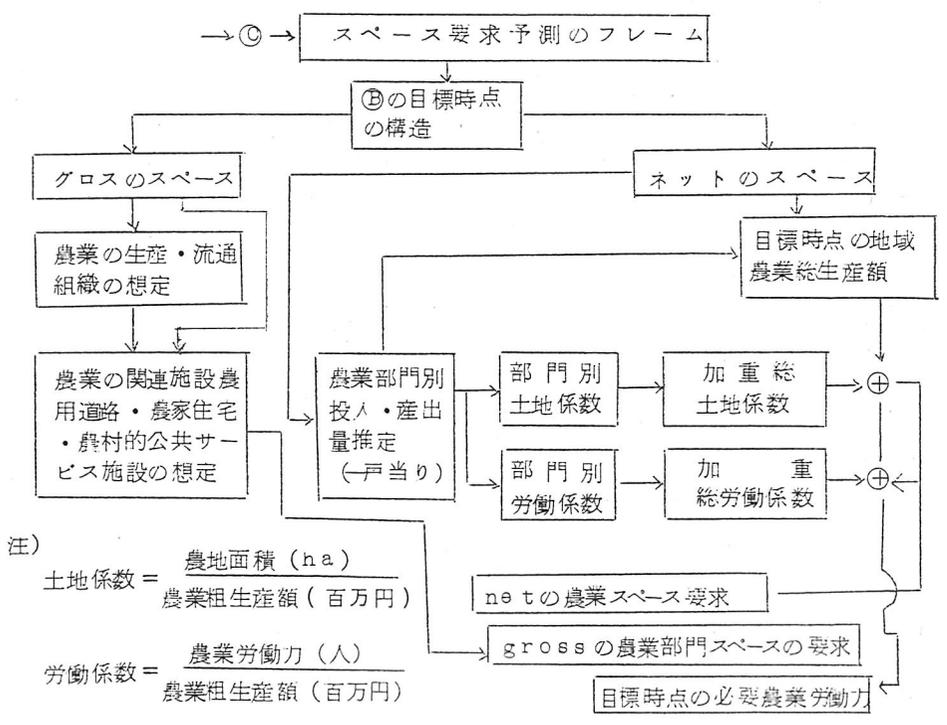 →Ⓒ→ スペース要求予測のフレーム
Ⓑの目標時点
の構造
グロスのスペース
ネットのスペース
農業の生産・流通
組織の想定
目標時点の地域
農業総生産額
農業の関連施設農
用道路・農家住宅
・農村的公共サー
ビス施設の想定
農業部門別
投入・産出
量推定
(一戸当り)
部門別
土地係数
加重総
土地係数
⊕
部門別
労働係数
加重
総労働係数
⊕
注)
土地係数=
農地面積(ha)
農業粗生産額(百万円)
労働係数=
農業労働力(人)
農業粗生産額(百万円)
netの農業スペース要求
grossの農業部門スペースの要求
目標時点の必要農業労働力